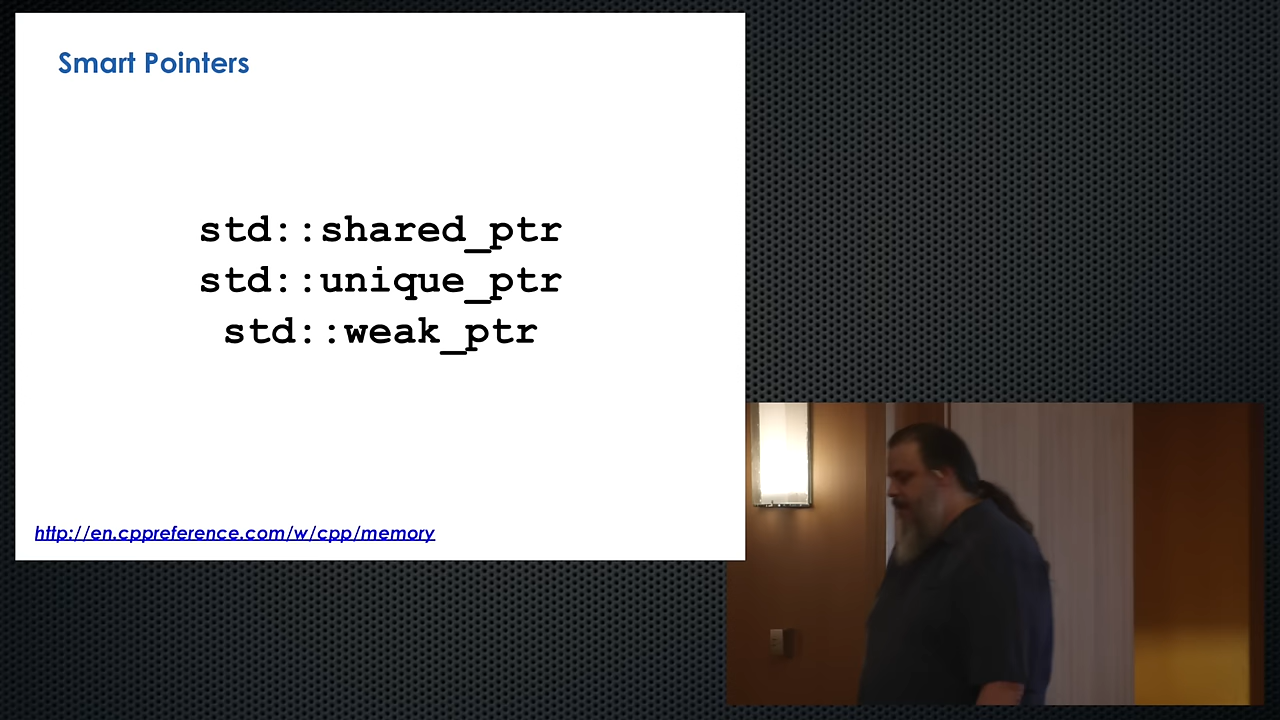 Smart Pointers
std::shared_ptr
std::unique_ptr
std::weak_ptr
http://en.cppreference.com/w/cpp/memory